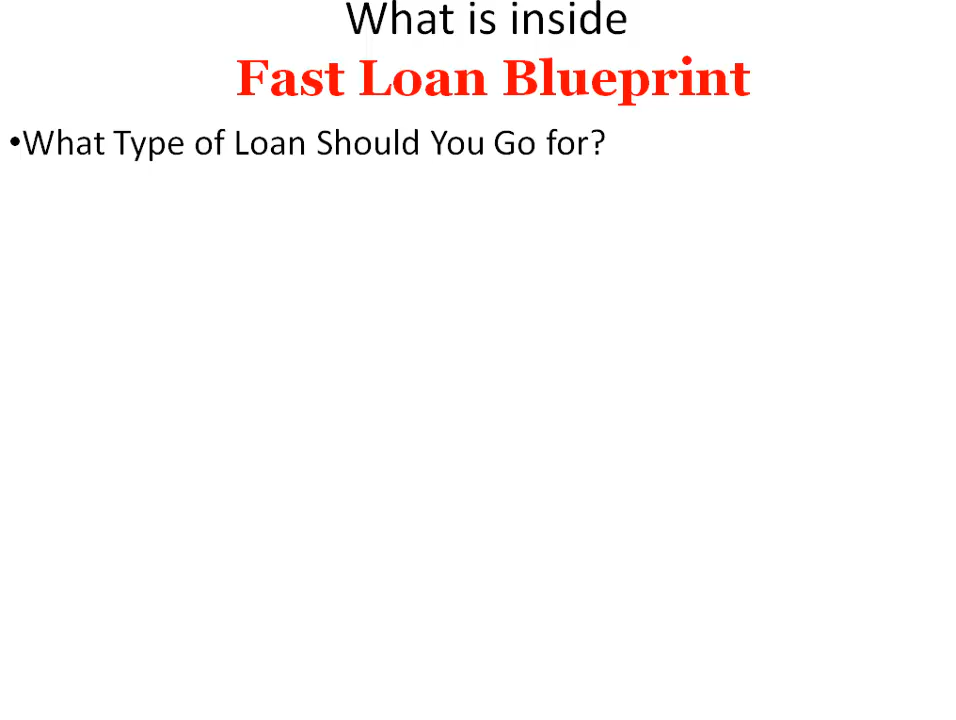 What is inside
Fast Loan Blueprint
•What Type of Loan Should You Go for?